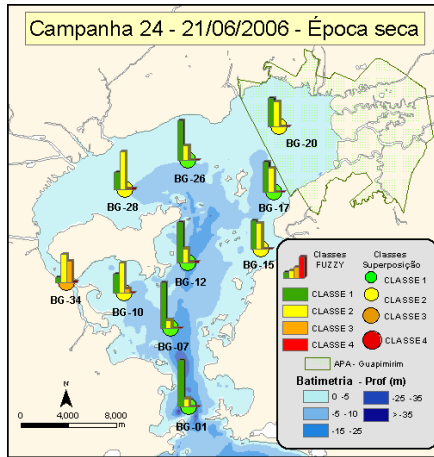 Campanha 24 - 21/06/2006 - Época seca
BG-20
BG-26
BG-28
BG-17
BG-15
BG-12
BG-34
BG-10
BG-07
BG-01
N
0 4,000 8,000
m
Classes
FUZZY
CLASSE 1
CLASSE 2
CLASSE 3
CLASSE 4
Classes
Superposição
CLASSE 1
CLASSE 2
CLASSE 3
CLASSE 4
APA - Guapimirim
Batimetria - Prof (m)
0 -5
-5 -10
-15 -25
-25 -35
>-35